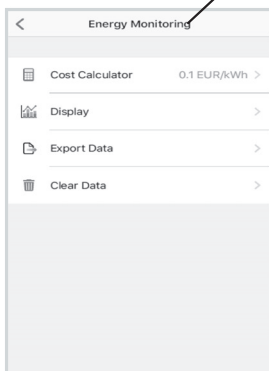 Energy Monitoring
Cost Calculator 0.1 EUR/kWh
Display
Export Data
Clear Data